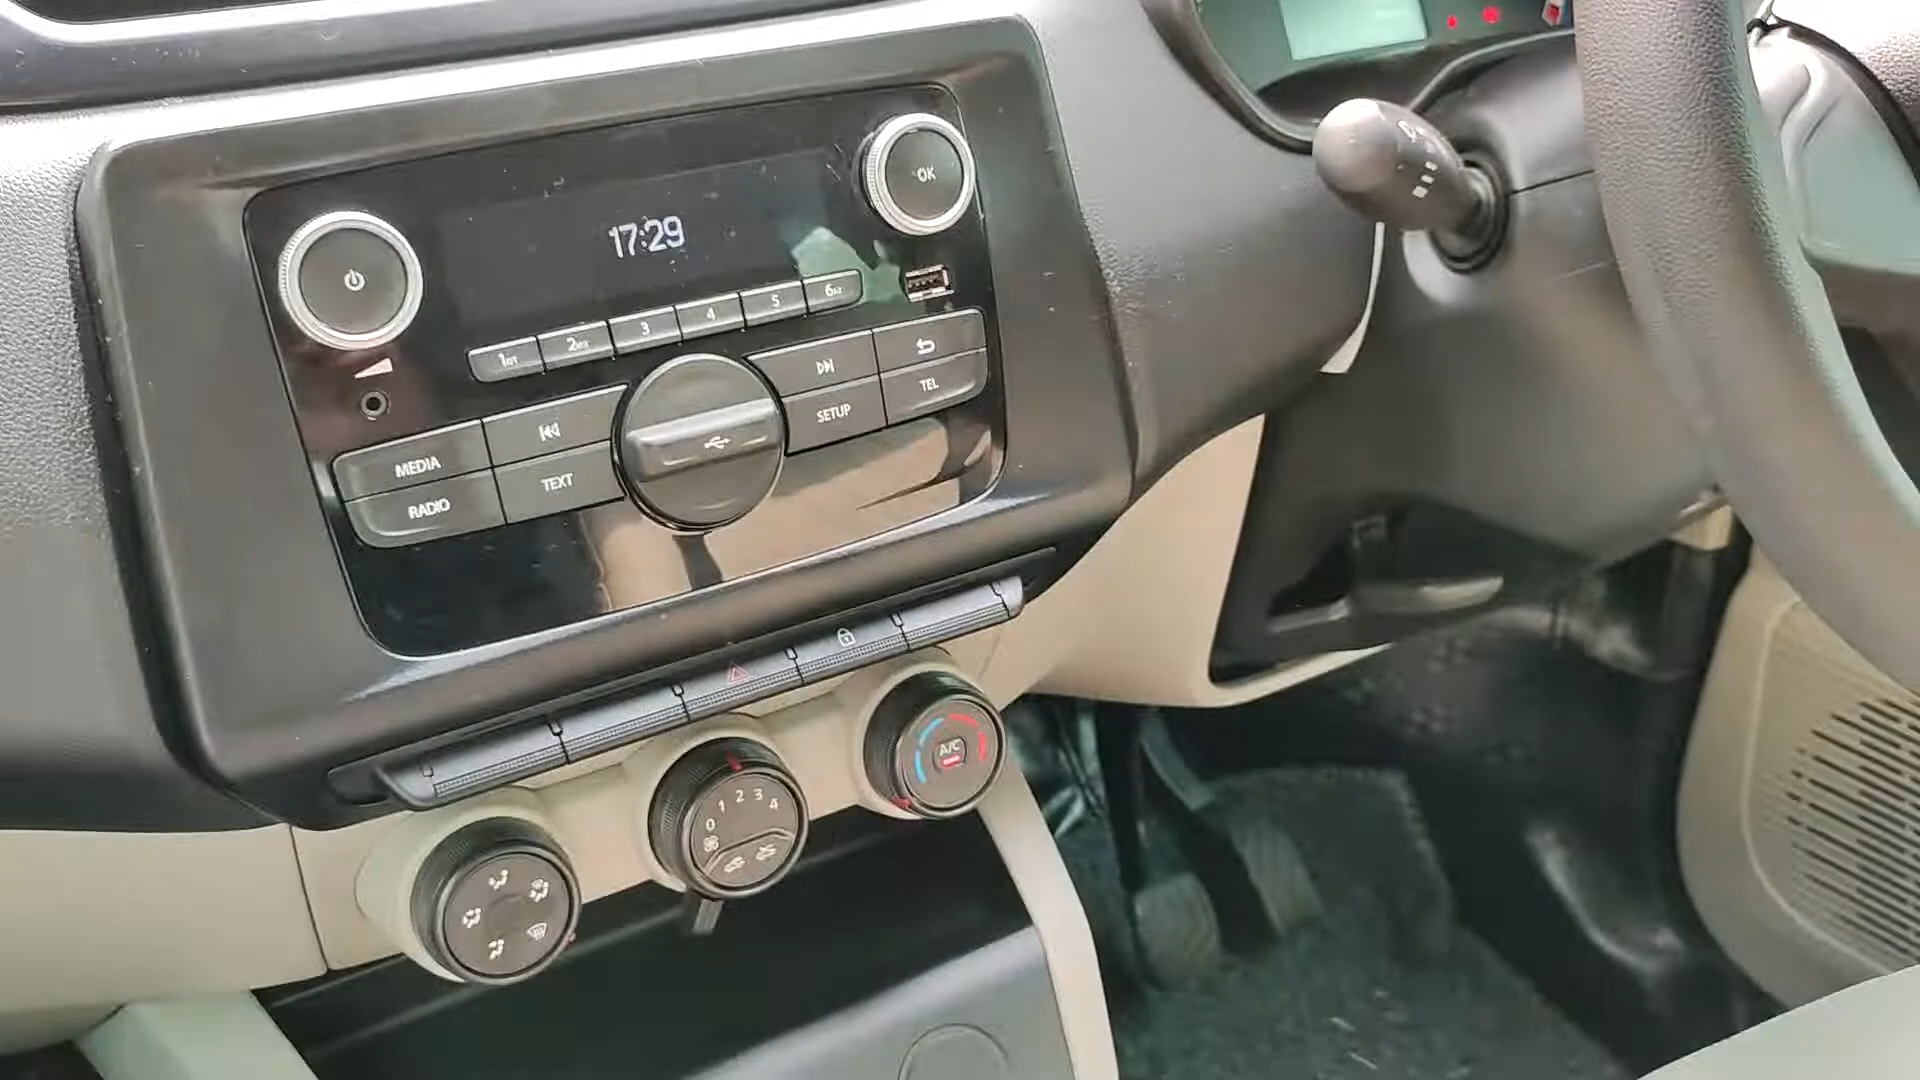 OK
17:29
1 2 3 4 5 6
MEDIA
RADIO
TEXT
SETUP
TEL
A/C
0 1 2 3 4